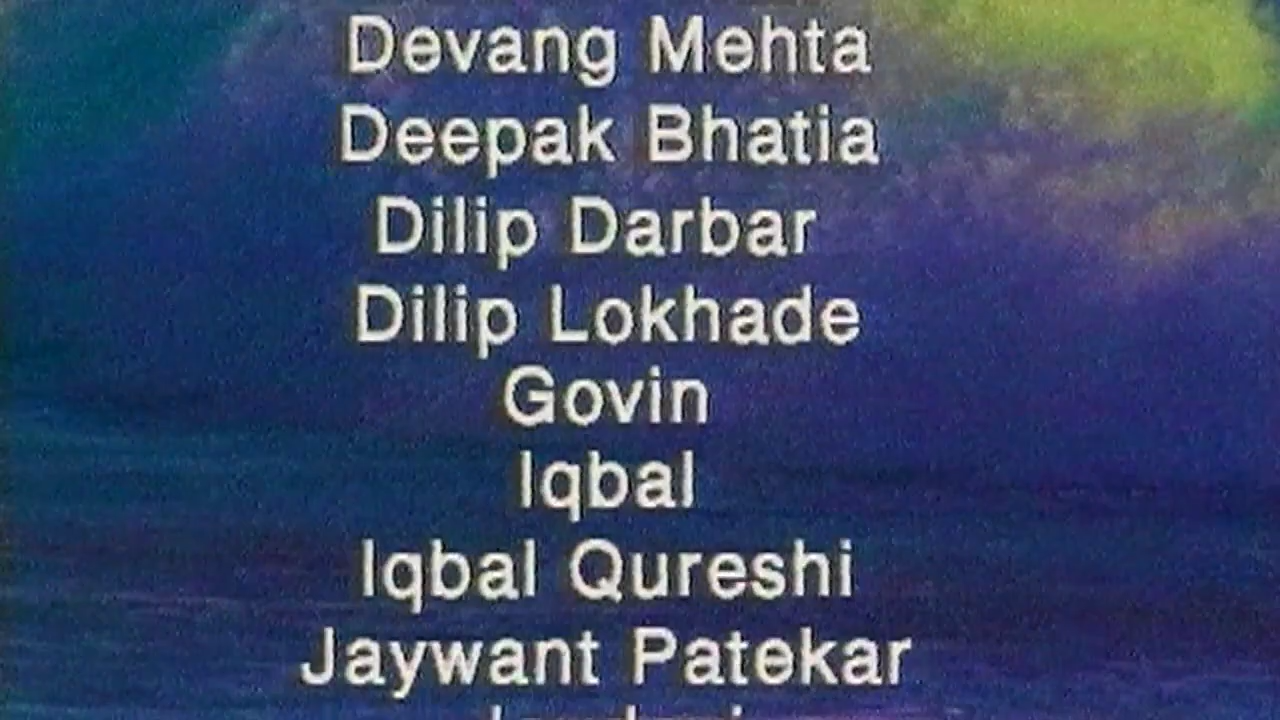 Devang Mehta
Deepak Bhatia
Dilip Darbar
Dilip Lokhade
Govin
Iqbal
Iqbal Qureshi
Jaywant Patekar